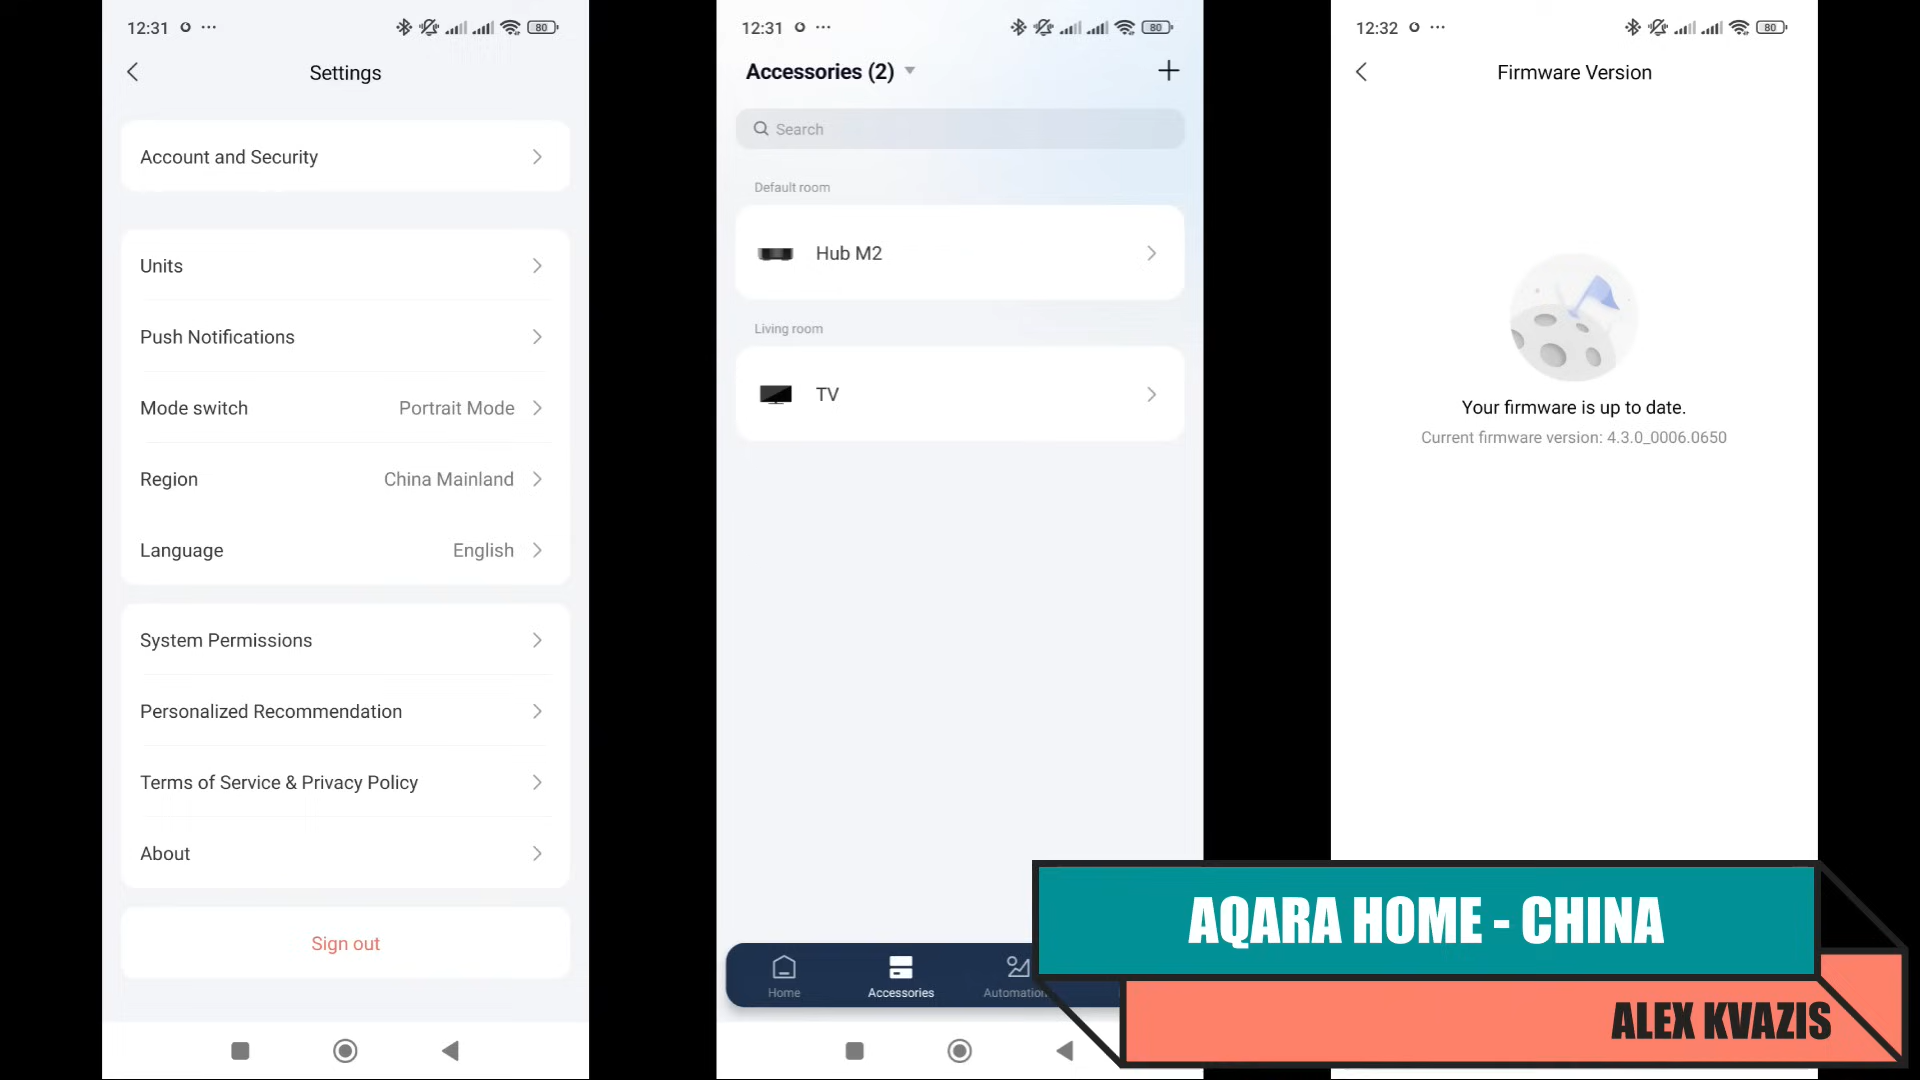 12:31
80
Settings
Account and Security
Units
Push Notifications
Mode switch Portrait Mode
Region China Mainland
Language English
System Permissions
Personalized Recommendation
Terms of Service & Privacy Policy
About
Sign out
12:31
80
Accessories (2)
Search
Default room
Hub M2
Living room
TV
Home Accessories Automation
12:32
80
Firmware Version
Your firmware is up to date.
Current firmware version: 4.3.0_0006.0650
AQARA HOME - CHINA
ALEX KVAZIS